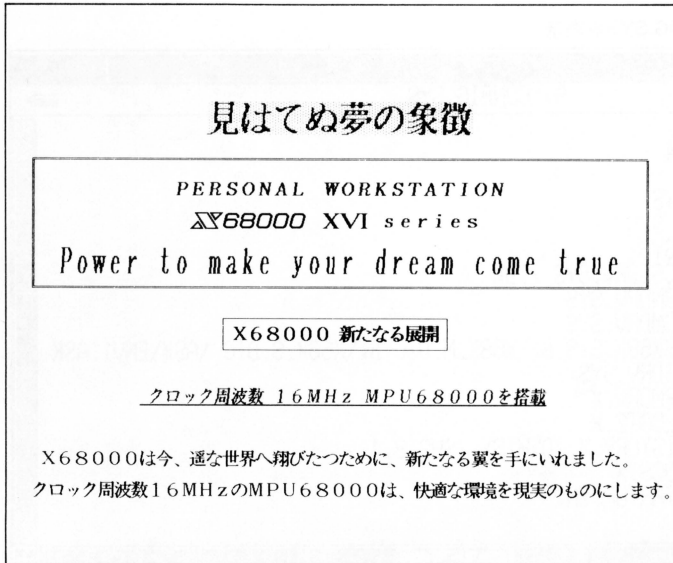 見はてぬ夢の象徴
PERSONAL WORKSTATION
X68000 XVI series
Power to make your dream come true
X68000 新たなる展開
クロック周波数 16MHz MPU68000を搭載
X68000は今、遥な世界へ翔びたつために、新たなる翼を手にいれました。
クロック周波数16MHzのMPU68000は、快適な環境を現実のものにします。